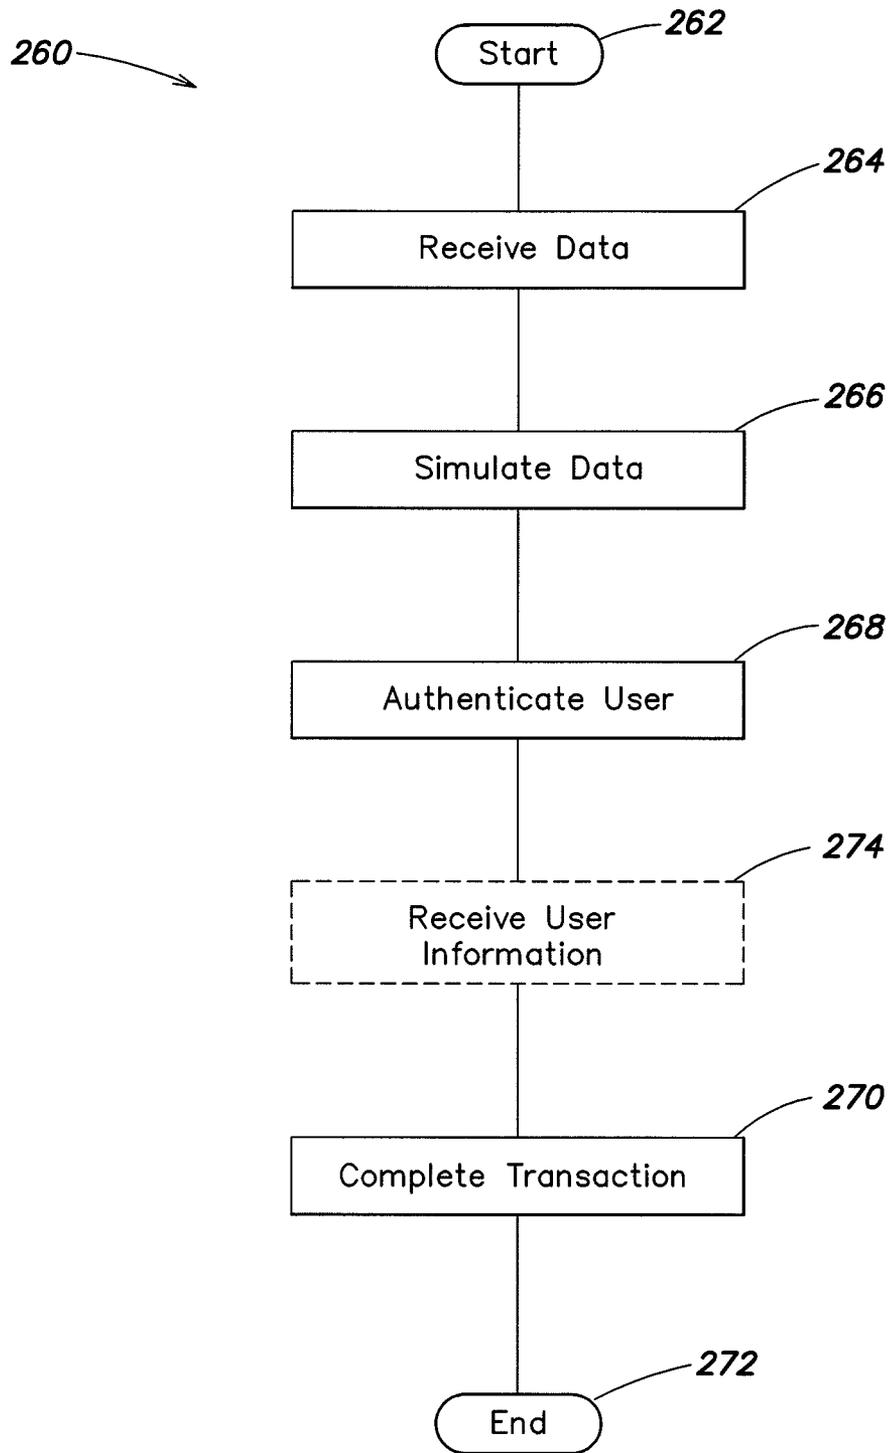 262
260
Start
264
Receive Data
266
Simulate Data
268
Authenticate User
274
Receive User
Information
270
Complete Transaction
272
End